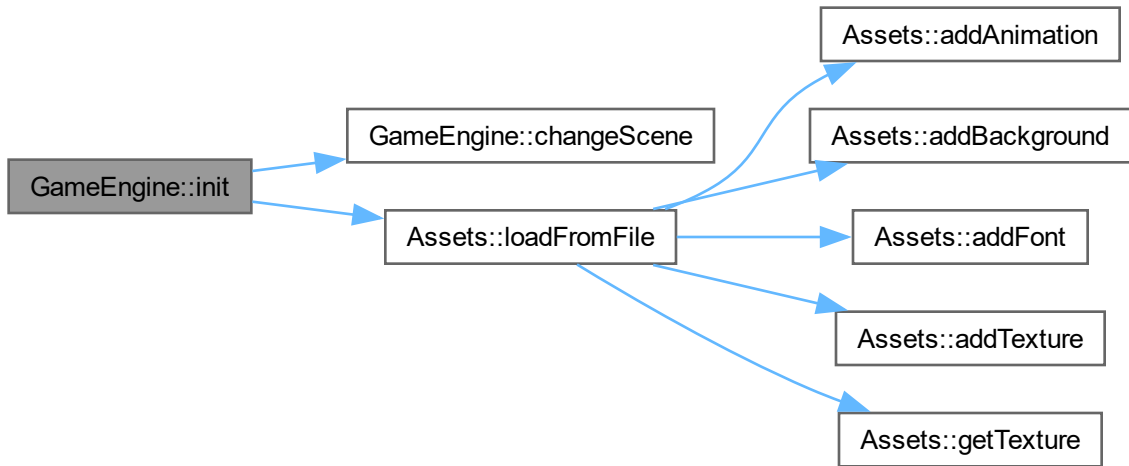 GameEngine::init
GameEngine::changeScene
Assets::loadFromFile
Assets::addAnimation
Assets::addBackground
Assets::addFont
Assets::addTexture
Assets::getTexture